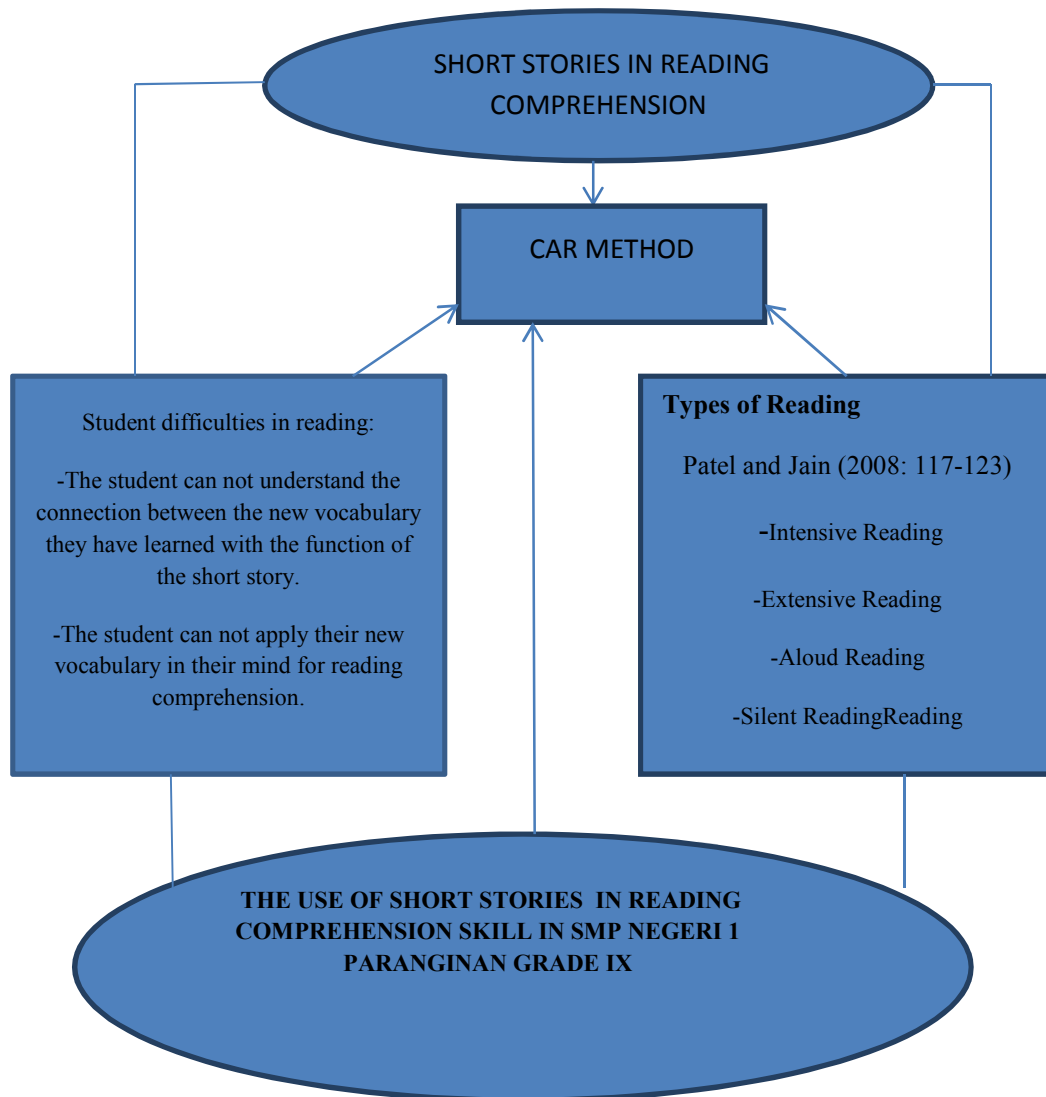 SHORT STORIES IN READING
COMPREHENSION
CAR METHOD
Student difficulties in reading:
-The student can not understand the
connection between the new vocabulary
they have learned with the function of
the short story.
-The student can not apply their new
vocabulary in their mind for reading
comprehension.
Types of Reading
Patel and Jain (2008: 117-123)
-Intensive Reading
-Extensive Reading
-Aloud Reading
-Silent ReadingReading
THE USE OF SHORT STORIES IN READING
COMPREHENSION SKILL IN SMP NEGERI 1
PARANGINAN GRADE IX